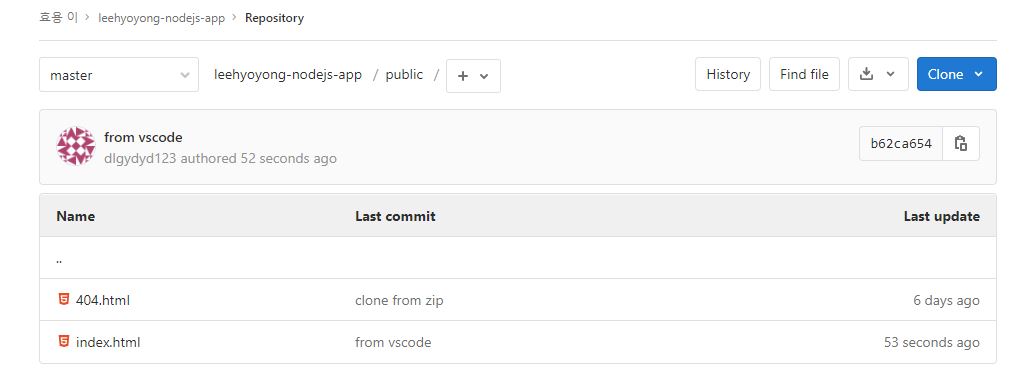 효용 이 > leehyoyong-nodejs-app > Repository
master leehyoyong-nodejs-app / public / + History Find file Clone
from vscode
dlgydyd123 authored 52 seconds ago b62ca654
Name Last commit Last update
..
404.html clone from zip 6 days ago
index.html from vscode 53 seconds ago